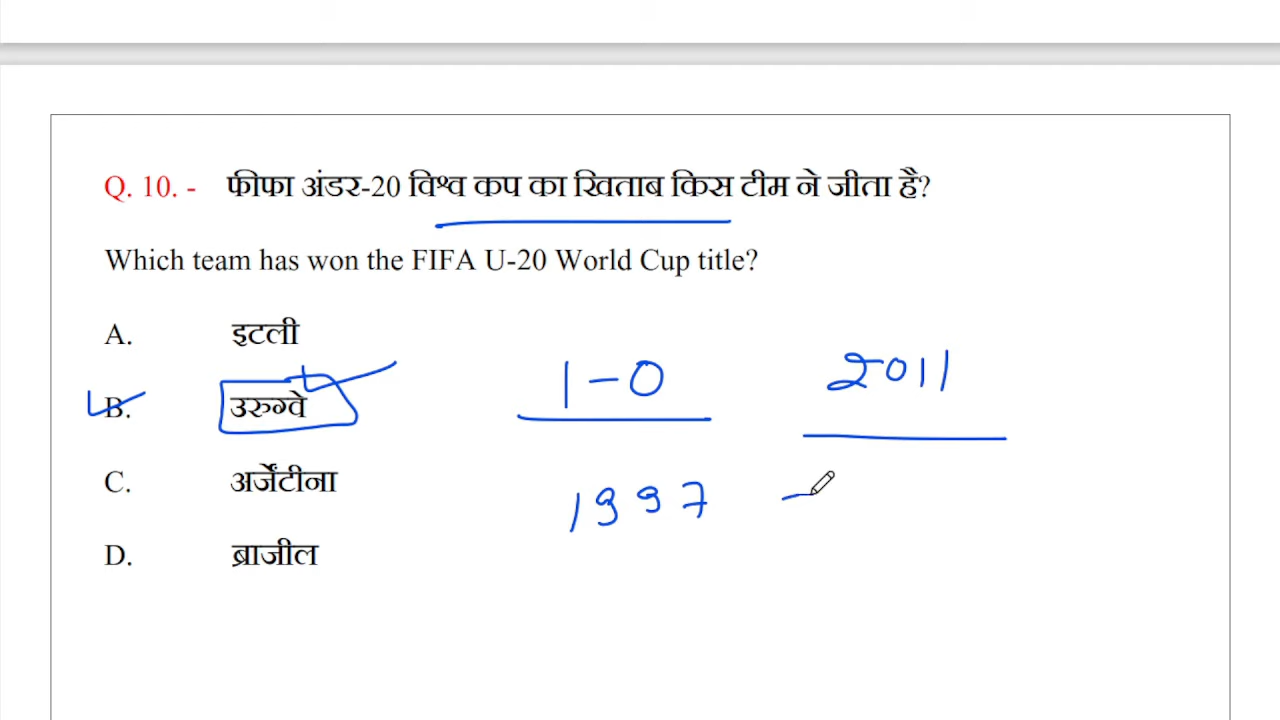 Q. 10. - फीफा अंडर-20 विश्व कप का खिताब किस टीम ने जीता है?
Which team has won the FIFA U-20 World Cup title?
A. इटली
B. उरुग्वे
1-0
2011
C. अर्जेंटीना
1997
D. ब्राजील